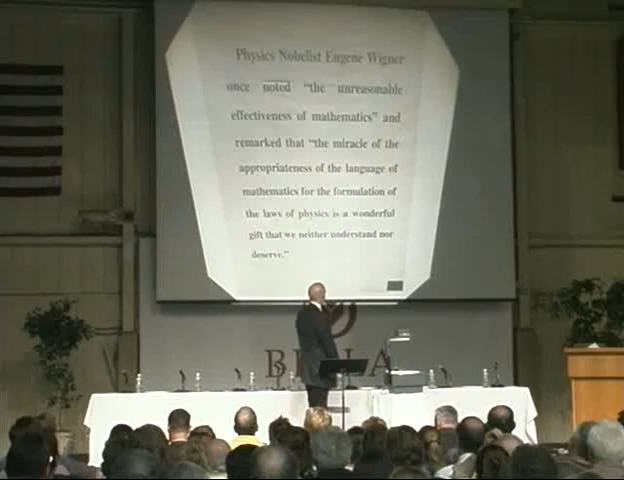 Physics Nobelist Eugene Wigner
once noted "the unreasonable
effectiveness of mathematics" and
remarked that "the miracle of the
appropriateness of the language of
mathematics for the formulation of
the laws of physics is a wonderful
gift that we neither understand nor
deserve."
BIOLA